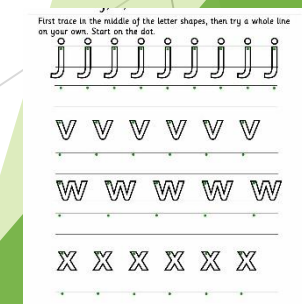 First trace in the middle of the letter shapes, then try a whole line
on your own. Start on the dot.
j j j j j j j j j
v v v v v v
w w w w w
x x x x x x